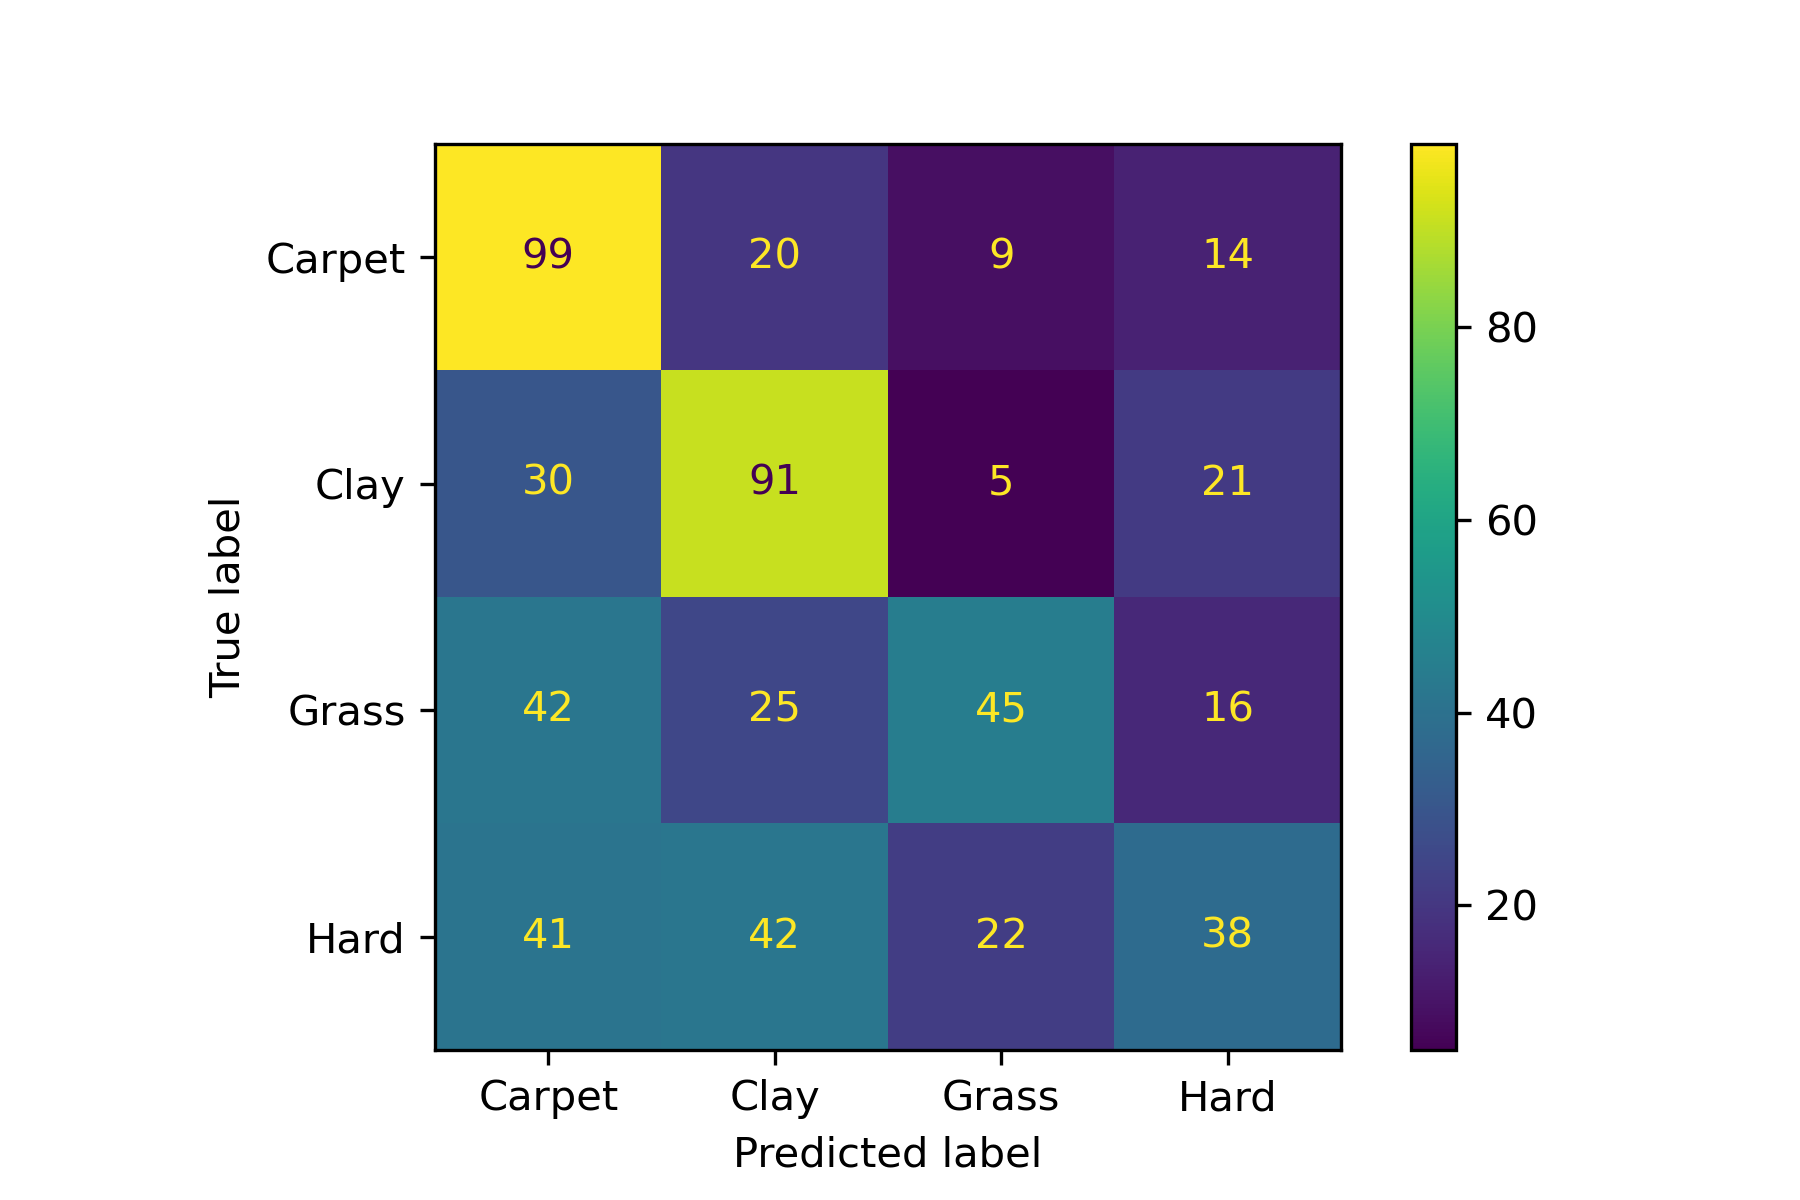 Carpet 99 20 9 14
80
Clay 30 91 5 21
60
True label
Grass 42 25 45 16
40
Hard 41 42 22 38
20
Carpet Clay Grass Hard
Predicted label